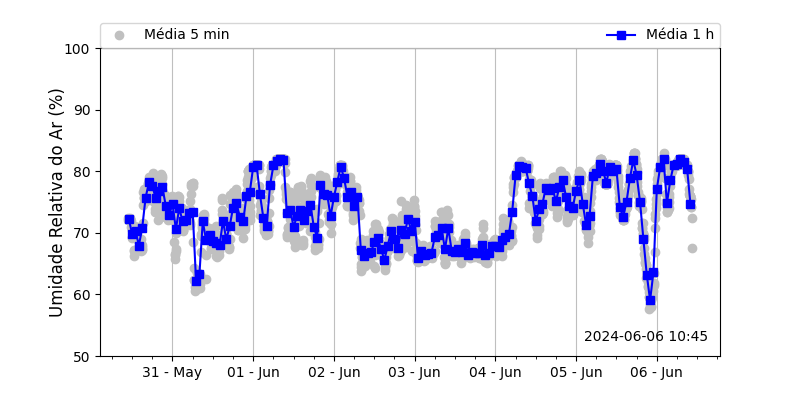 Média 5 min
Média 1 h
100
90
80
70
60
50
Umidade Relativa do Ar (%)
2024-06-06 10:45
31 - May
01 - Jun
02 - Jun
03 - Jun
04 - Jun
05 - Jun
06 - Jun